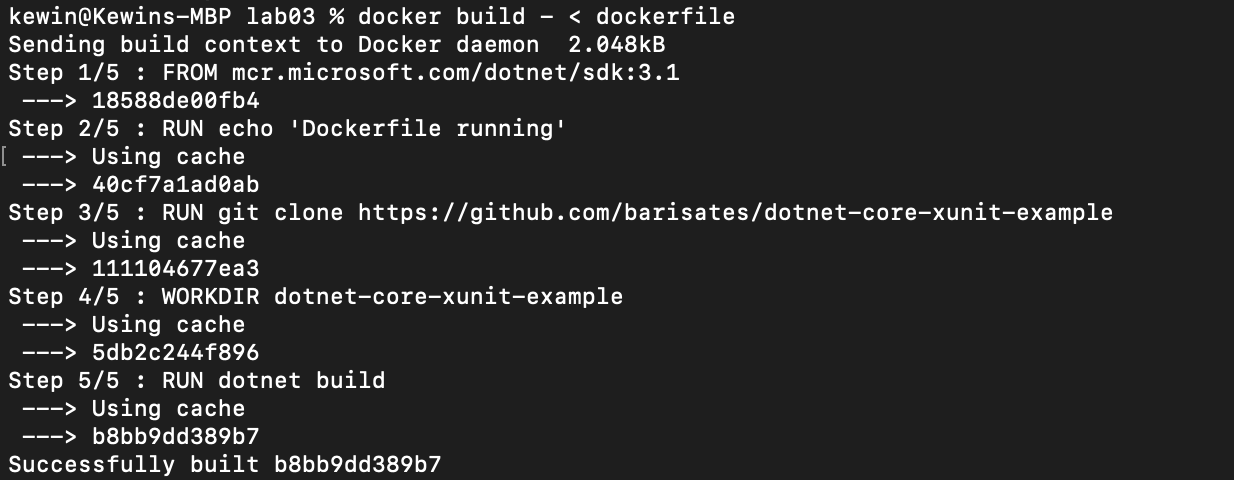 kewin@Kewins-MBP lab03 % docker build - < dockerfile
Sending build context to Docker daemon  2.048kB
Step 1/5 : FROM mcr.microsoft.com/dotnet/sdk:3.1
 ---> 18588de00fb4
Step 2/5 : RUN echo 'Dockerfile running'
[ ---> Using cache
 ---> 40cf7a1ad0ab
Step 3/5 : RUN git clone https://github.com/barisates/dotnet-core-xunit-example
 ---> Using cache
 ---> 111104677ea3
Step 4/5 : WORKDIR dotnet-core-xunit-example
 ---> Using cache
 ---> 5db2c244f896
Step 5/5 : RUN dotnet build
 ---> Using cache
 ---> b8bb9dd389b7
Successfully built b8bb9dd389b7